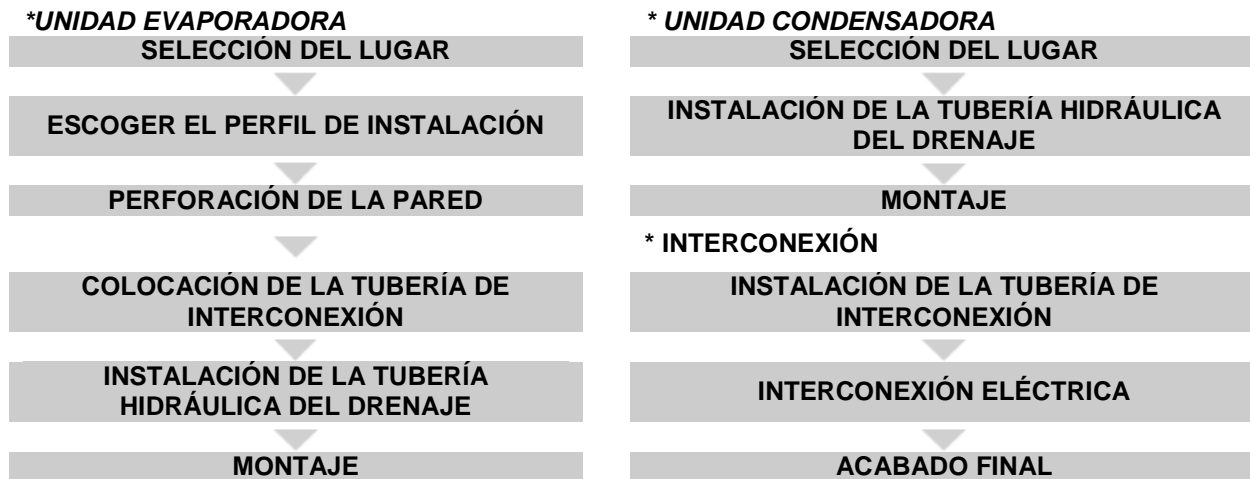 *UNIDAD EVAPORADORA
SELECCIÓN DEL LUGAR
ESCOGER EL PERFIL DE INSTALACIÓN
PERFORACIÓN DE LA PARED
COLOCACIÓN DE LA TUBERÍA DE
INTERCONEXIÓN
INSTALACIÓN DE LA TUBERÍA
HIDRÁULICA DEL DRENAJE
MONTAJE
* UNIDAD CONDENSADORA
SELECCIÓN DEL LUGAR
INSTALACIÓN DE LA TUBERÍA HIDRÁULICA
DEL DRENAJE
MONTAJE
* INTERCONEXIÓN
INSTALACIÓN DE LA TUBERÍA DE
INTERCONEXIÓN
INTERCONEXIÓN ELÉCTRICA
ACABADO FINAL